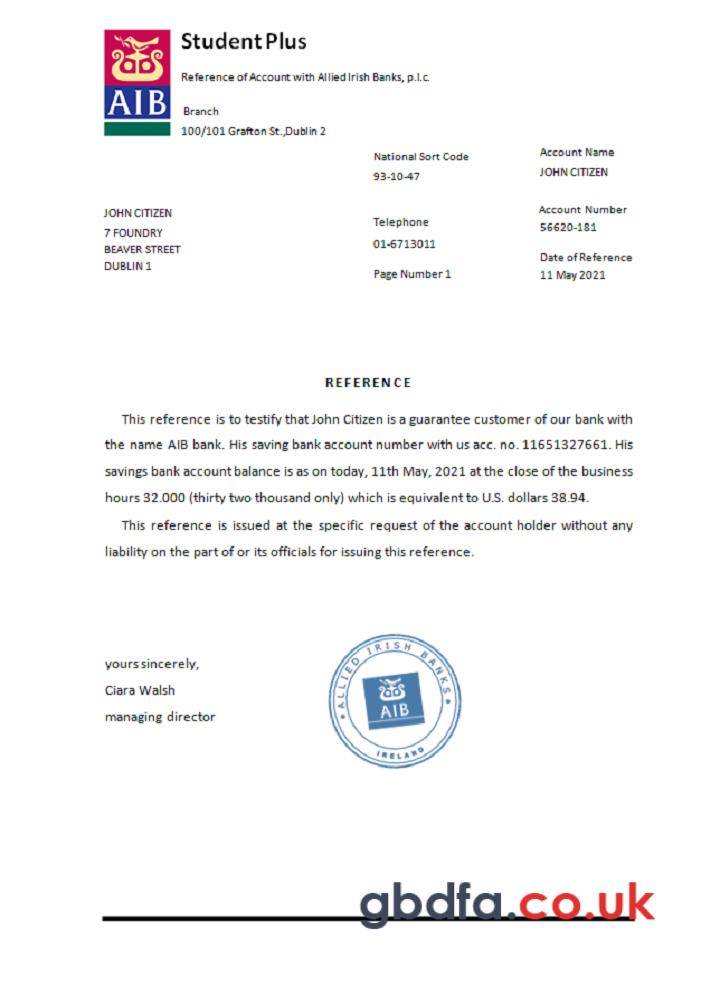 StudentPlus
Reference of Account with Allied Irish Banks, p.l.c.
AIB
Branch
100/101 Grafton St.,Dublin 2
National Sort Code
93-10-47
Account Name
JOHN CITIZEN
JOHN CITIZEN
7 FOUNDRY
BEAVER STREET
DUBLIN 1
Telephone
01-6713011
Page Number 1
Account Number
56620-181
Date of Reference
11 May 2021
REFERENCE
This reference is to testify that John Citizen is a guarantee customer of our bank with
the name AIB bank. His saving bank account number with us acc. no. 11651327661. His
savings bank account balance is as on today, 11th May, 2021 at the close of the business
hours 32.000 (thirty two thousand only) which is equivalent to U.S. dollars 38.94.
This reference is issued at the specific request of the account holder without any
liability on the part of or its officials for issuing this reference.
yours sincerely,
Ciara Walsh
managing director
ALLIED IRISH BANKS
AIB
IRELAND
gbdfa.co.uk